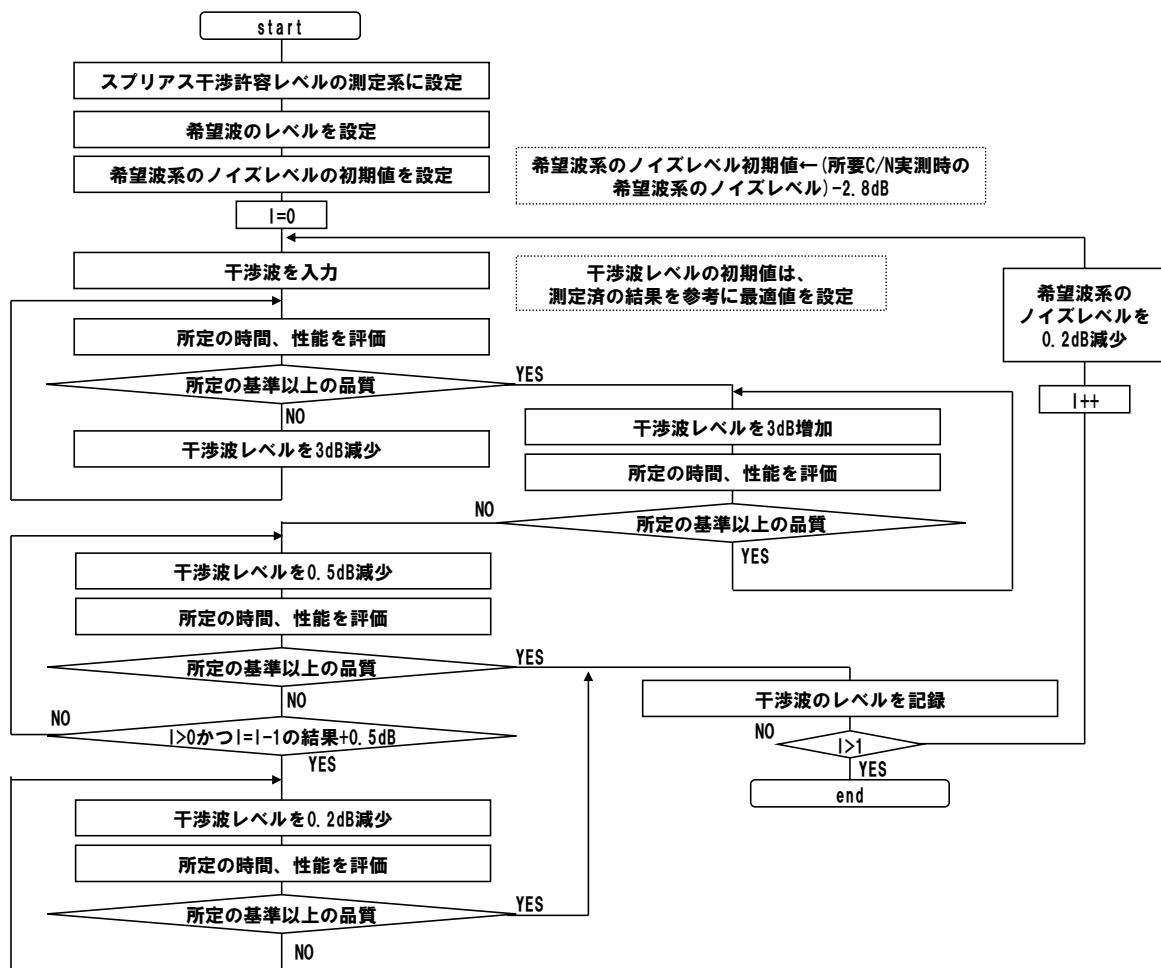 start
スプリアス干渉許容レベルの測定系に設定
希望波のレベルを設定
希望波系のノイズレベルの初期値を設定
希望波系のノイズレベル初期値←(所要C/N実測時の
希望波系のノイズレベル)-2.8dB
I=0
干渉波を入力
干渉波レベルの初期値は、
測定済の結果を参考に最適値を設定
希望波系の
ノイズレベルを
0.2dB減少
所定の時間、性能を評価
所定の基準以上の品質
YES
NO
I++
干渉波レベルを3dB減少
干渉波レベルを3dB増加
所定の時間、性能を評価
所定の基準以上の品質
NO
YES
干渉波レベルを0.5dB減少
所定の時間、性能を評価
所定の基準以上の品質
YES
NO
干渉波のレベルを記録
NO
I>0かつI=I-1の結果+0.5dB
YES
NO
I>1
YES
end
干渉波レベルを0.2dB減少
所定の時間、性能を評価
所定の基準以上の品質
YES
NO